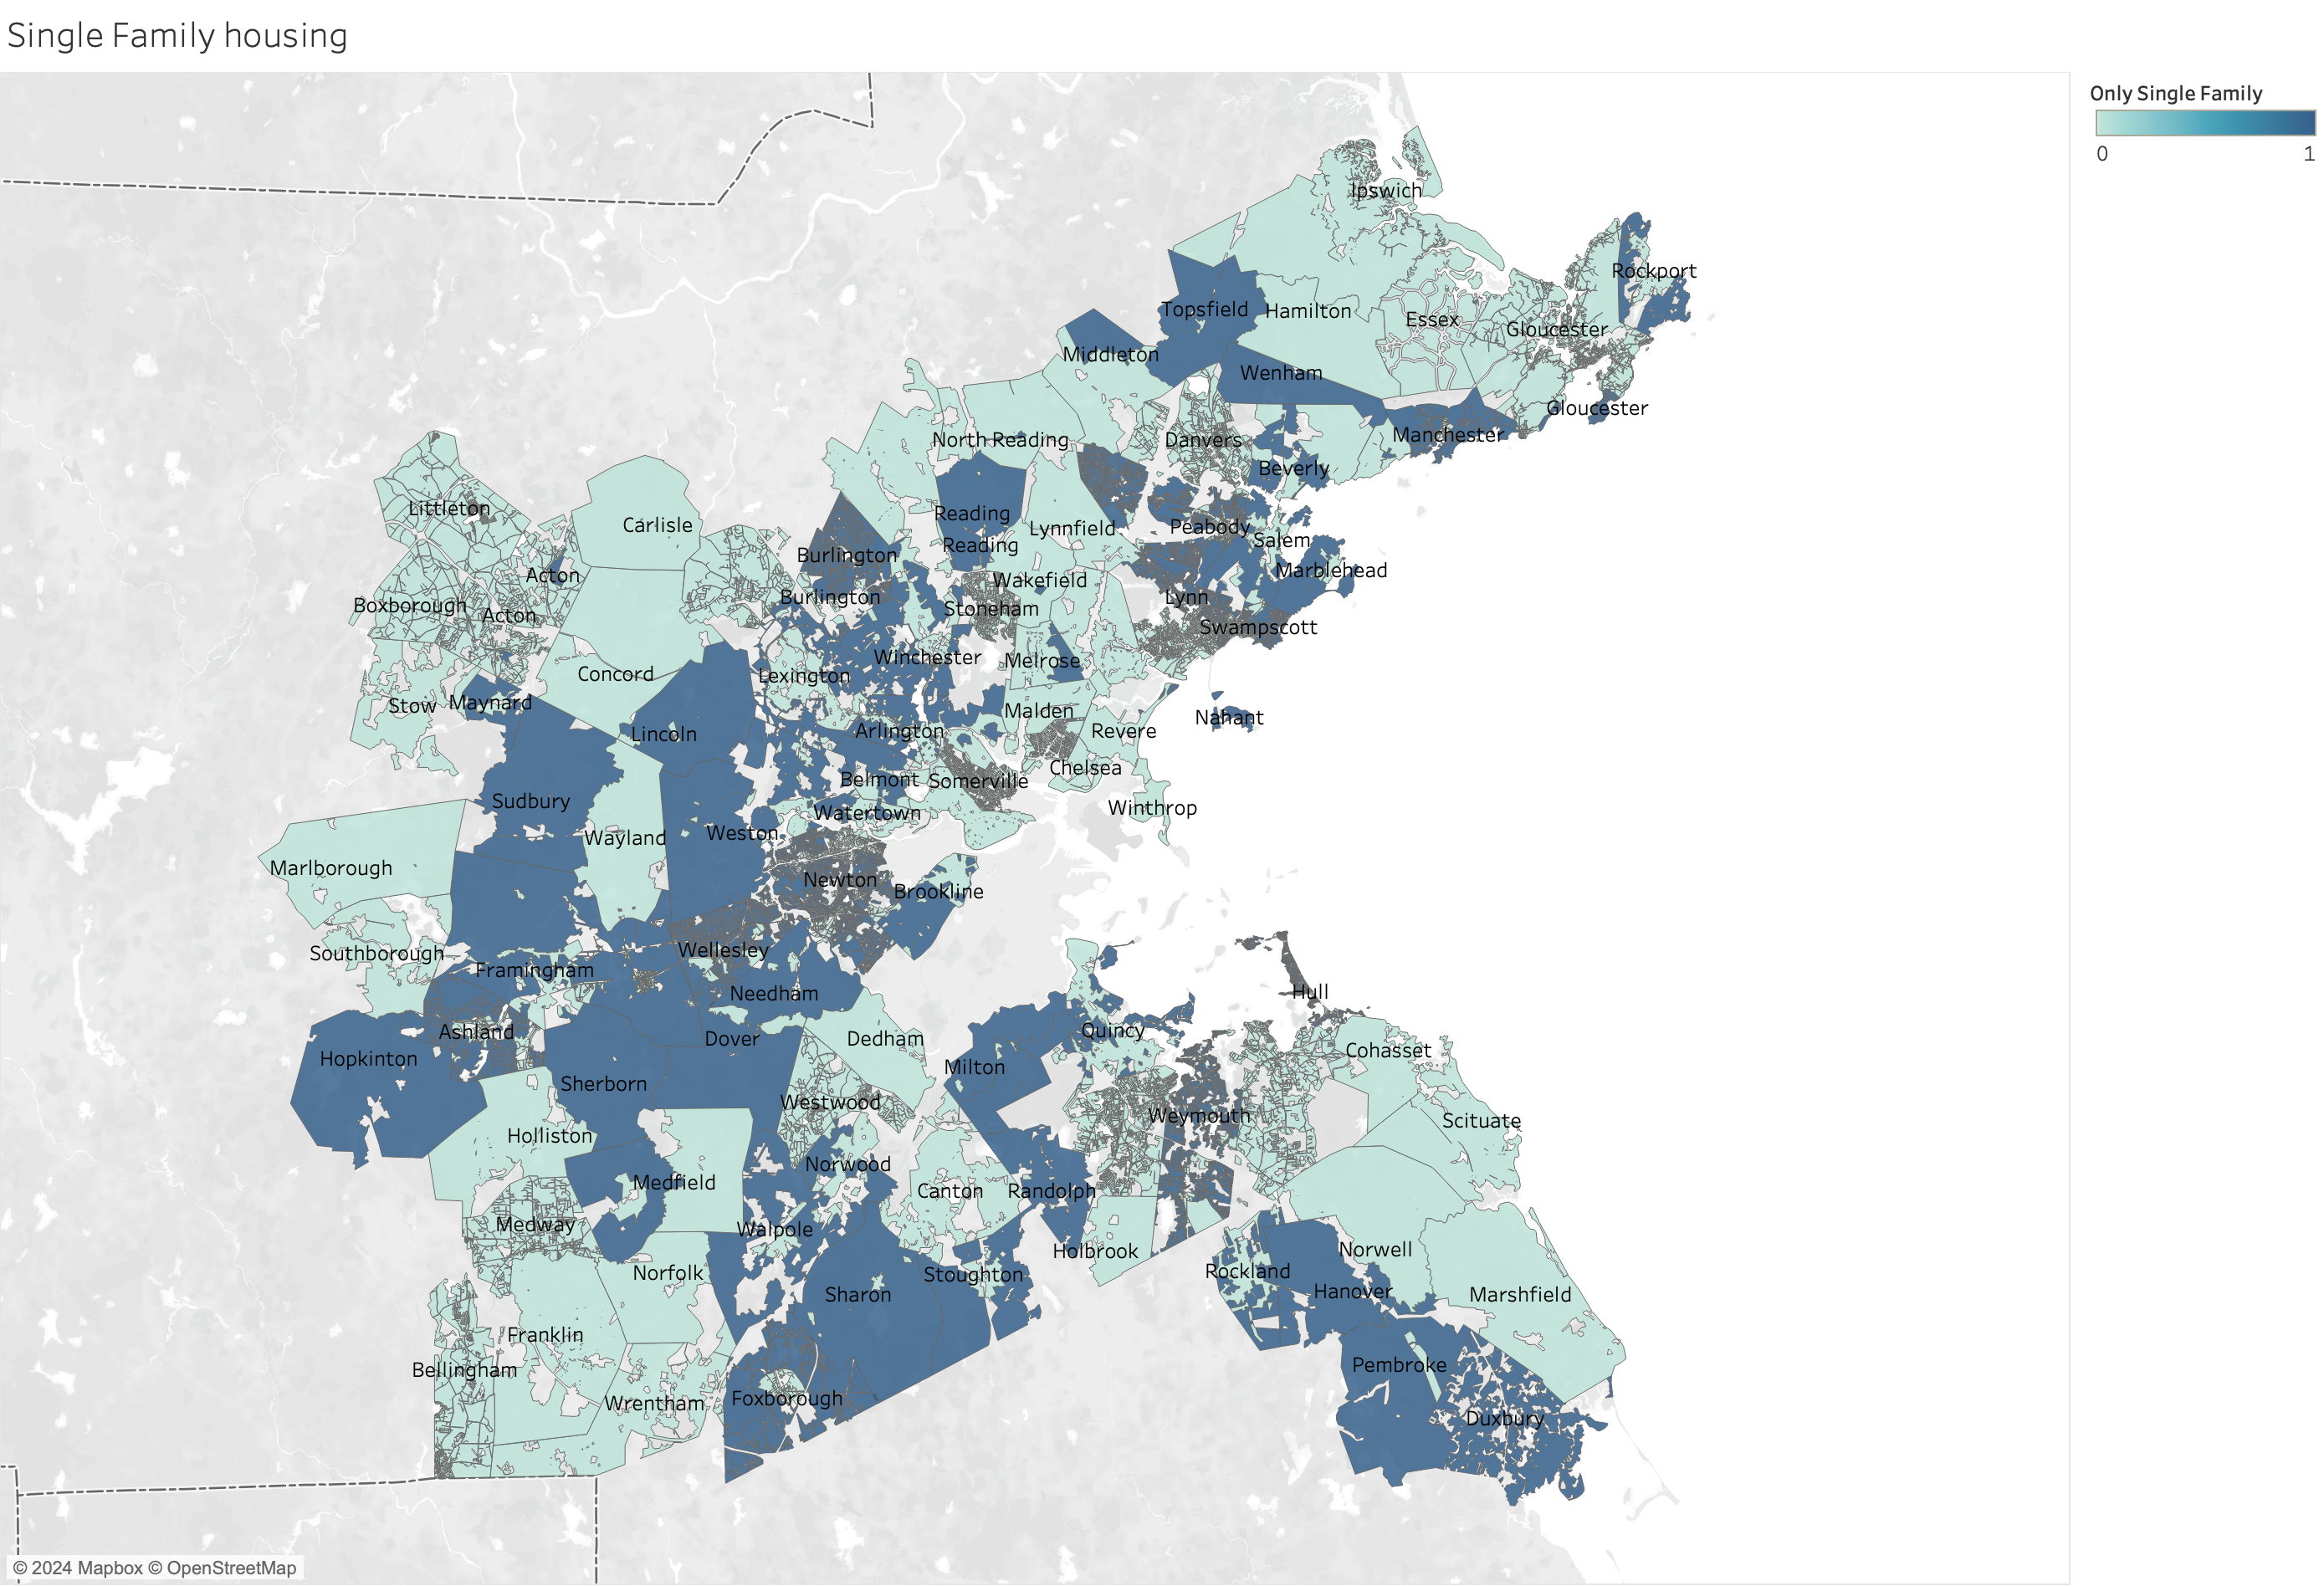 Single Family housing
Only Single Family
0 1
Ipswich
Rockport
Topsfield
Hamilton
Essex
Gloucester
Middleton
Wenham
Gloucester
Manchester
North Reading
Danvers
Beverly
Littleton
Carlisle
Reading
Lynnfield
Peabody
Salem
Reading
Burlington
Marblehead
Acton
Wakefield
Burlington
Lynn
Boxborough
Acton
Stoneham
Swampscott
Winchester
Melrose
Concord
Lexington
Stow
Maynard
Malden
Nahant
Lincoln
Arlington
Revere
Chelsea
Belmont
Somerville
Sudbury
Watertown
Winthrop
Wayland
Weston
Marlborough
Newton
Brookline
Southborough
Wellesley
Framingham
Needham
Hull
Ashland
Dover
Dedham
Quincy
Hopkinton
Cohasset
Milton
Sherborn
Westwood
Weymouth
Scituate
Holliston
Norwood
Medfield
Canton
Randolph
Medway
Walpole
Holbrook
Norwell
Norfolk
Stoughton
Rockland
Sharon
Hanover
Marshfield
Franklin
Bellingham
Pembroke
Wrentham
Foxborough
Duxbury
© 2024 Mapbox © OpenStreetMap